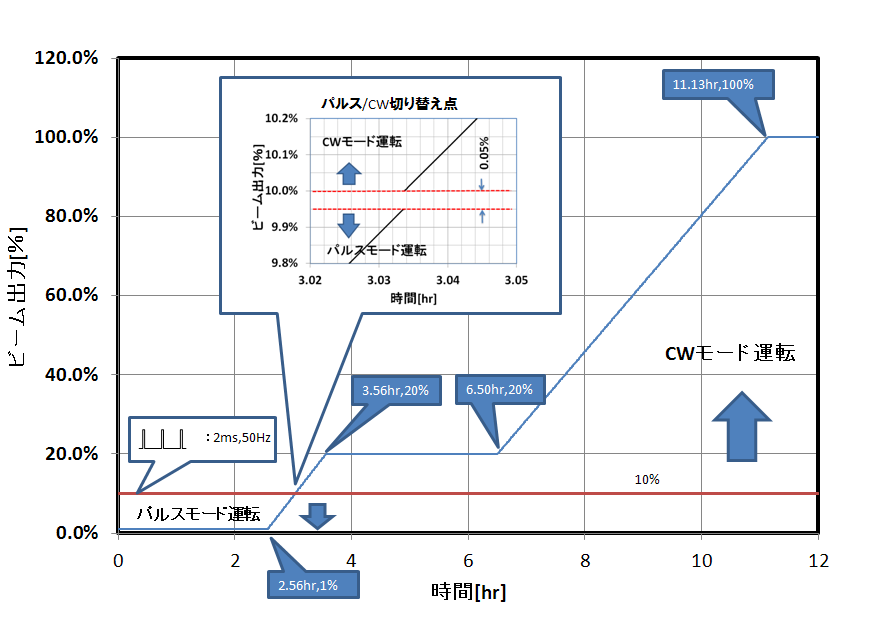 120.0%
100.0%
80.0%
60.0%
40.0%
20.0%
0.0%
ビーム出力[%]
0 2 4 6 8 10 12
時間[hr]
パルス/CW切り替え点
10.2%
10.1%
10.0%
9.9%
9.8%
ビーム出力[%]
CWモード運転
0.05%
パルスモード運転
3.02 3.03 3.04 3.05
時間[hr]
11.13hr,100%
3.56hr,20%
6.50hr,20%
CWモード運転
:2ms,50Hz
10%
パルスモード運転
2.56hr,1%